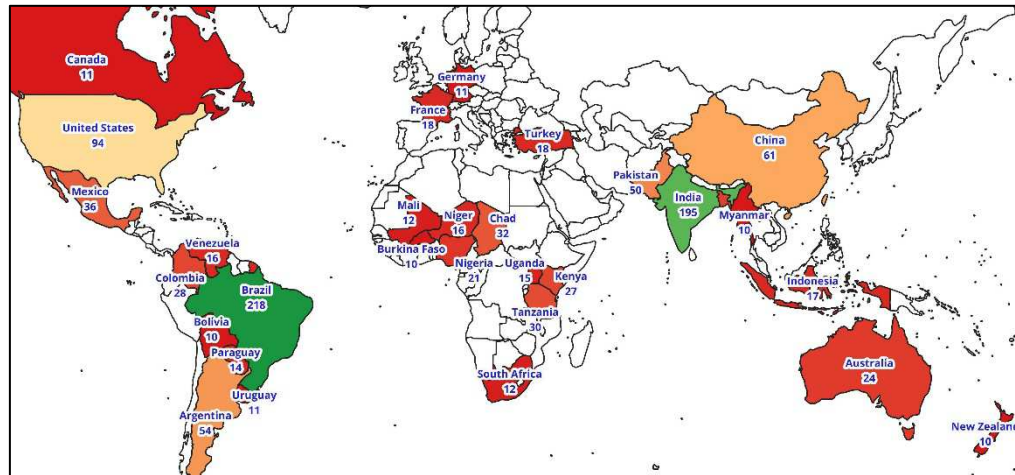 Canada
11
United States
94
Mexico
36
Venezuela
16
Colombia
28
Brazil
218
Bolivia
10
Paraguay
14
Uruguay
11
Argentina
54
Germany
11
France
18
Turkey
18
Mali
12
Niger
16
Chad
32
Burkina Faso
10
Nigeria
21
Uganda
15
Kenya
27
Tanzania
30
South Africa
12
China
61
Pakistan
50
India
195
Myanmar
10
Indonesia
17
Australia
24
New Zealand
10